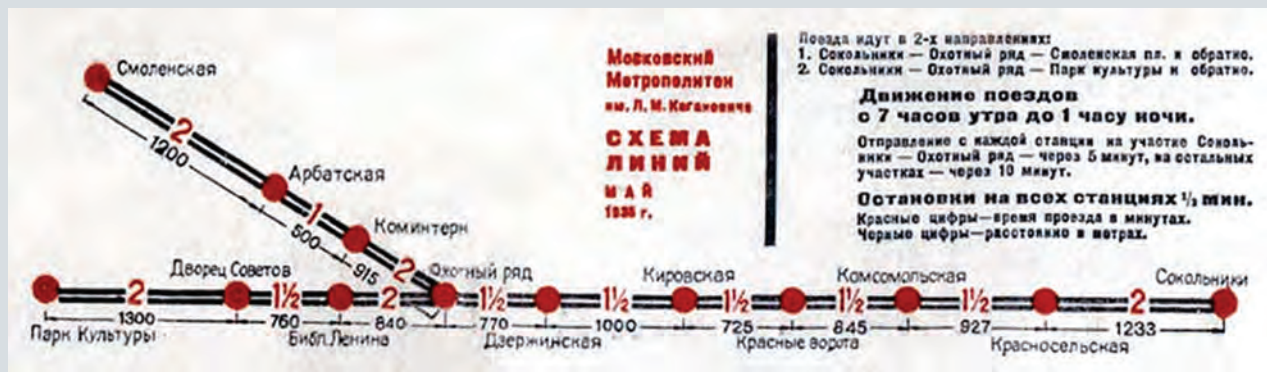 Московский
Метрополитен
им. Л. М. Кагановича
СХЕМА
ЛИНИЙ
МАЙ
1935 г.
Поезда идут в 2-х направлениях:
1. Сокольники — Охотный ряд — Смоленская пл. и обратно.
2. Сокольники — Охотный ряд — Парк культуры и обратно.
Движение поездов
с 7 часов утра до 1 часу ночи.
Отправление с каждой станции на участке Соколь-
ники — Охотный ряд — через 5 минут, на остальных
участках — через 10 минут.
Остановки на всех станциях ½ мин.
Красные цифры—время проезда в минутах.
Черные цифры—расстояние в метрах.
Смоленская
2
1200
Арбатская
1
500
Коминтерн
2
915
Дворец Советов
Охотный ряд
Кировская
Комсомольская
Сокольники
2
1½
2
1½
1½
1½
1½
1½
2
1300
760
840
770
1000
725
845
927
1233
Парк Культуры
Библ. Ленина
Дзержинская
Красные ворота
Красносельская